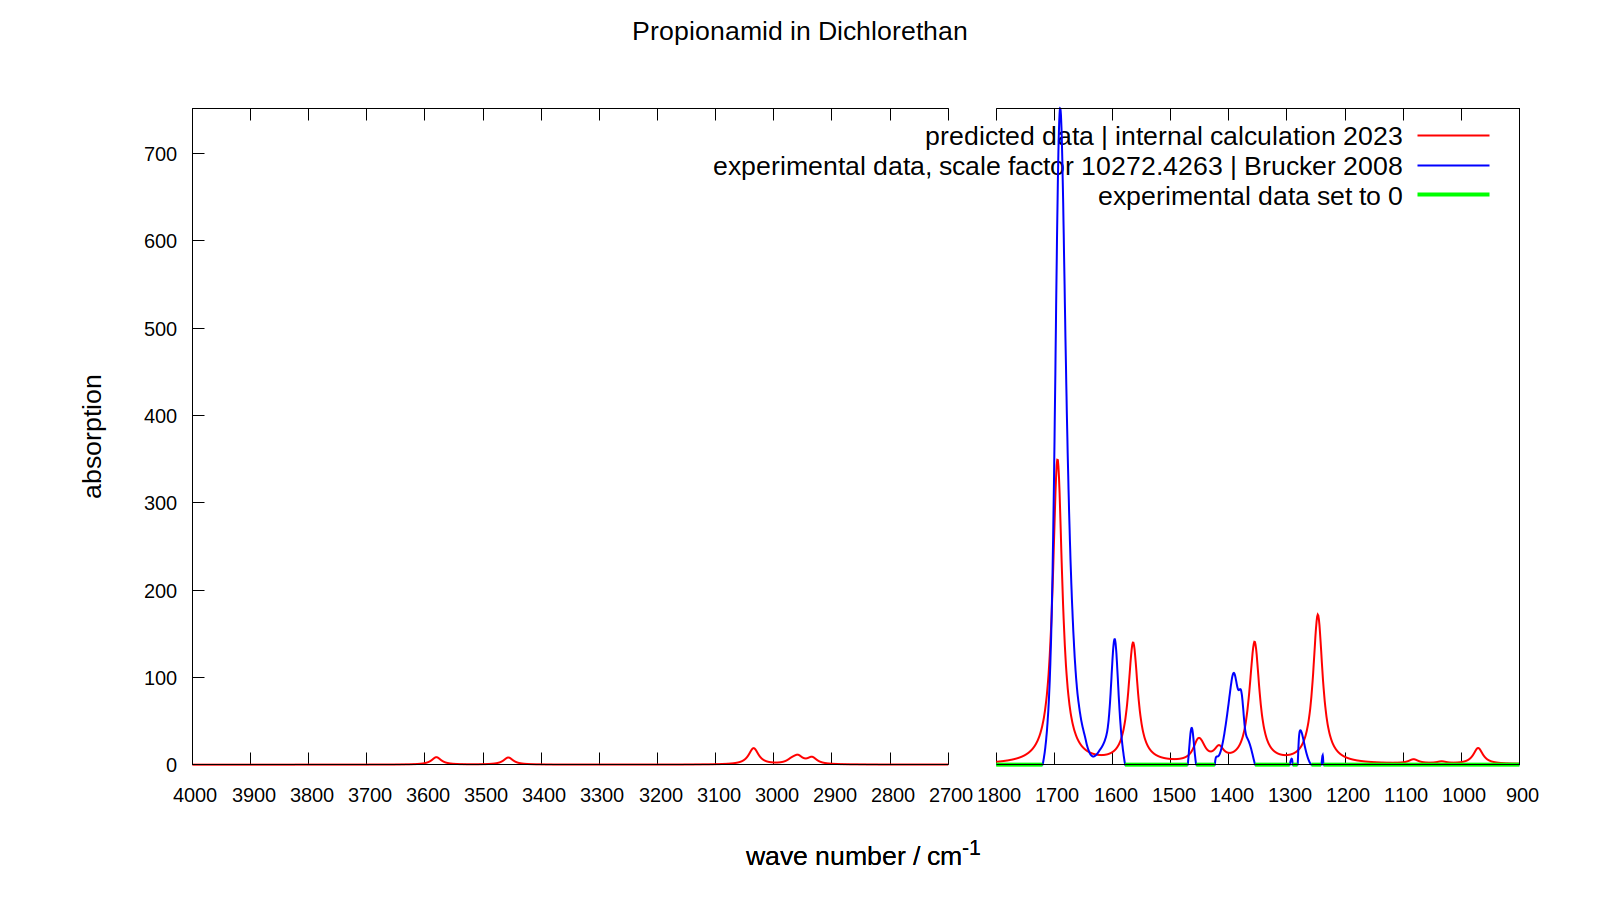 Propionamid in Dichlorethan
predicted data | internal calculation 2023
experimental data, scale factor 10272.4263 | Brucker 2008
experimental data set to 0
absorption
700
600
500
400
300
200
100
0
4000 3900 3800 3700 3600 3500 3400 3300 3200 3100 3000 2900 2800 2700 1800 1700 1600 1500 1400 1300 1200 1100 1000 900
wave number / cm-1